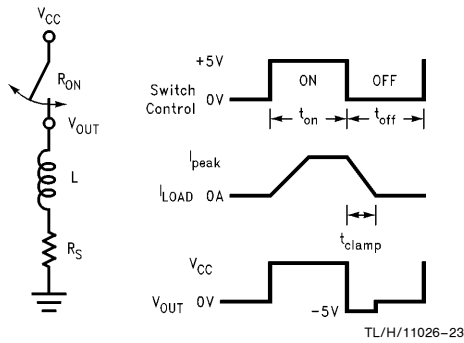 VCC
RON
VOUT
L
RS
+5V
Switch
Control
0V
ON
OFF
ton
toff
Ipeak
ILOAD 0A
tclamp
VCC
VOUT 0V
-5V
TL/H/11026-23